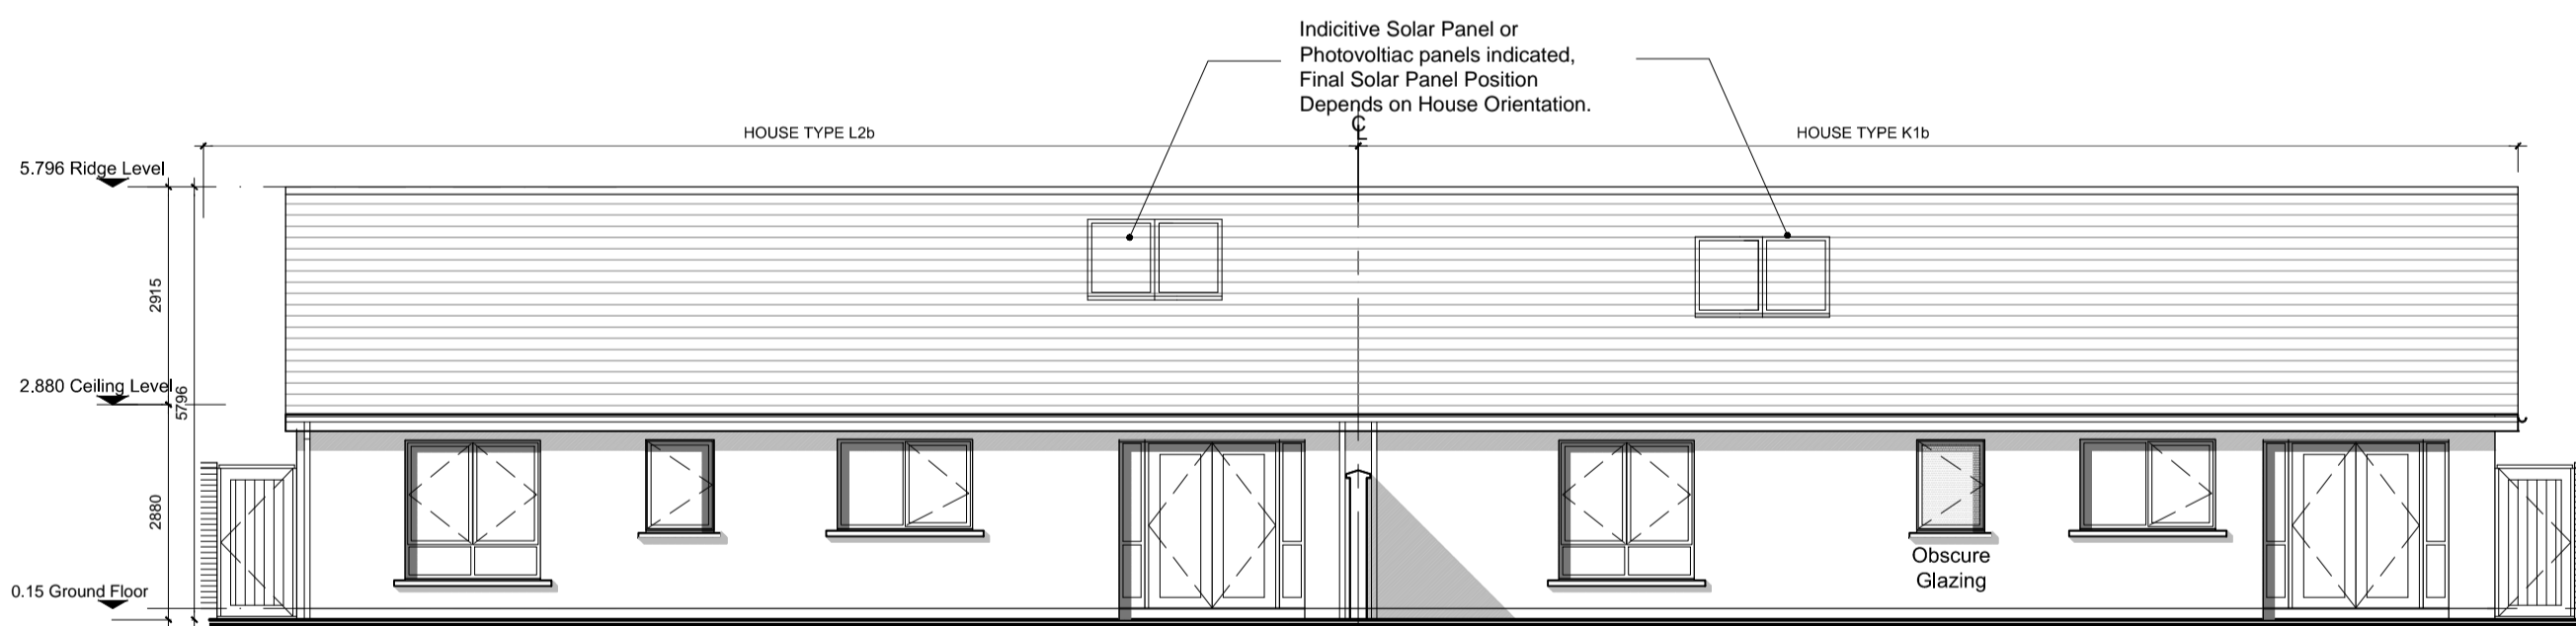 Indicitive Solar Panel or
Photovoltiac panels indicated,
Final Solar Panel Position
Depends on House Orientation.
CL
HOUSE TYPE L2b
HOUSE TYPE K1b
5.796 Ridge Level
2915
2.880 Ceiling Level
5796
2880
0.15 Ground Floor
Obscure
Glazing